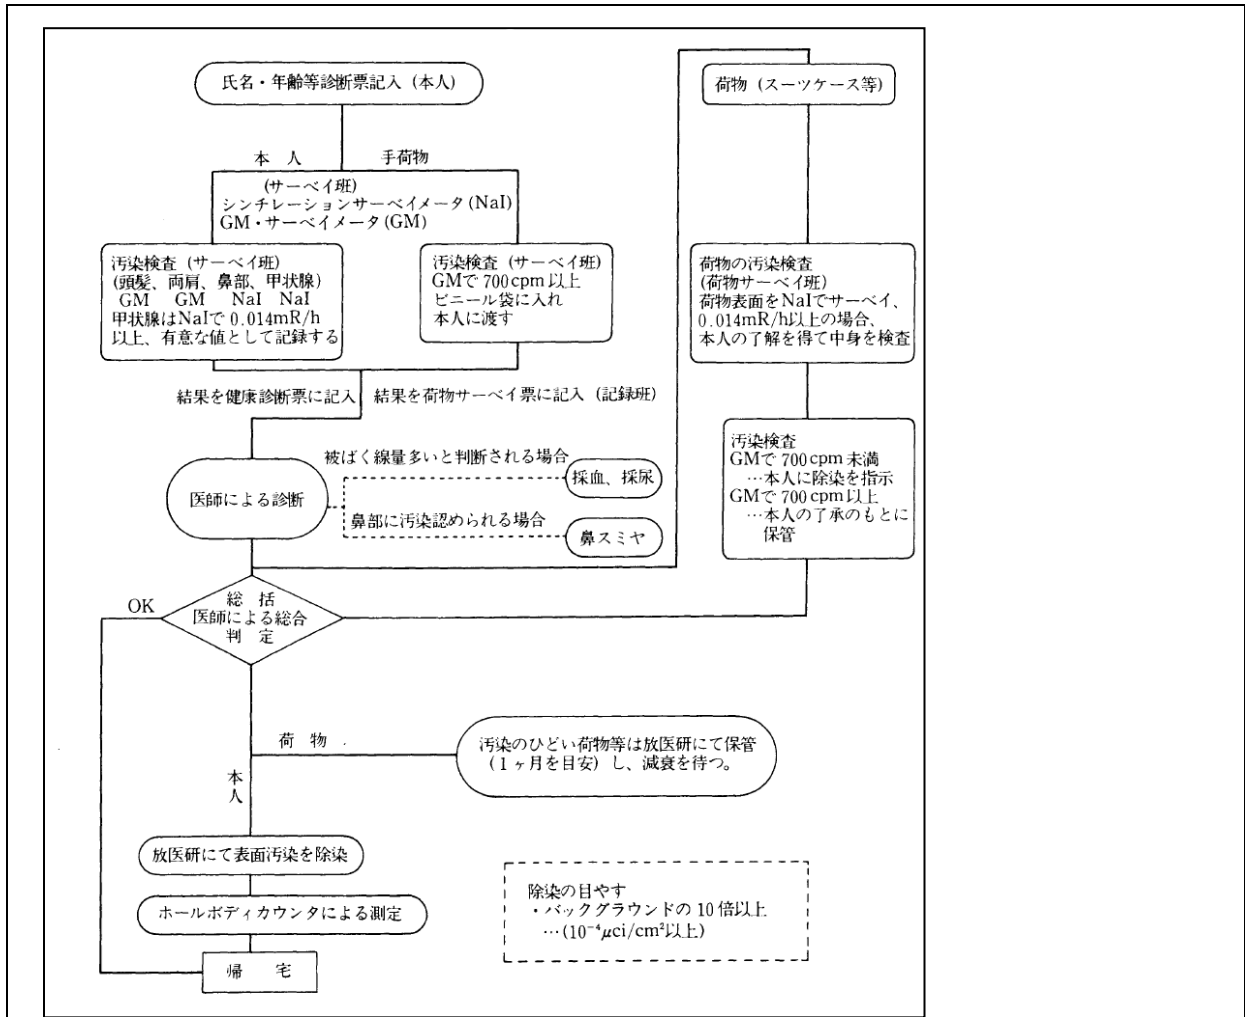 氏名・年齢等診断票記入 (本人)
荷物 (スーツケース等)
本 人
手荷物
(サーベイ班)
シンチレーションサーベイメータ(NaI)
GM・サーベイメータ(GM)
汚染検査 (サーベイ班)
(頭髪、両肩、鼻部、甲状腺)
GM GM NaI NaI
甲状腺はNaIで 0.014mR/h
以上、有意な値として記録する
汚染検査 (サーベイ班)
GMで 700cpm以上
ビニール袋に入れ
本人に渡す
荷物の汚染検査
(荷物サーベイ班)
荷物表面をNaIでサーベイ、
0.014mR/h以上の場合、
本人の了解を得て中身を検査
結果を健康診断票に記入
結果を荷物サーベイ票に記入 (記録班)
汚染検査
GMで 700cpm 未満
…本人に除染を指示
GMで 700cpm 以上
…本人の了承のもとに
保管
被ばく線量多いと判断される場合
採血、採尿
医師による診断
鼻部に汚染認められる場合
鼻スミヤ
OK
総 括
医師による総合
判 定
荷 物
汚染のひどい荷物等は放医研にて保管
(1ヶ月を目安) し、減衰を待つ。
本
人
放医研にて表面汚染を除染
ホールボディカウンタによる測定
帰 宅
除染の目やす
・バックグラウンドの 10 倍以上
…(10⁻⁴μci/cm²以上)